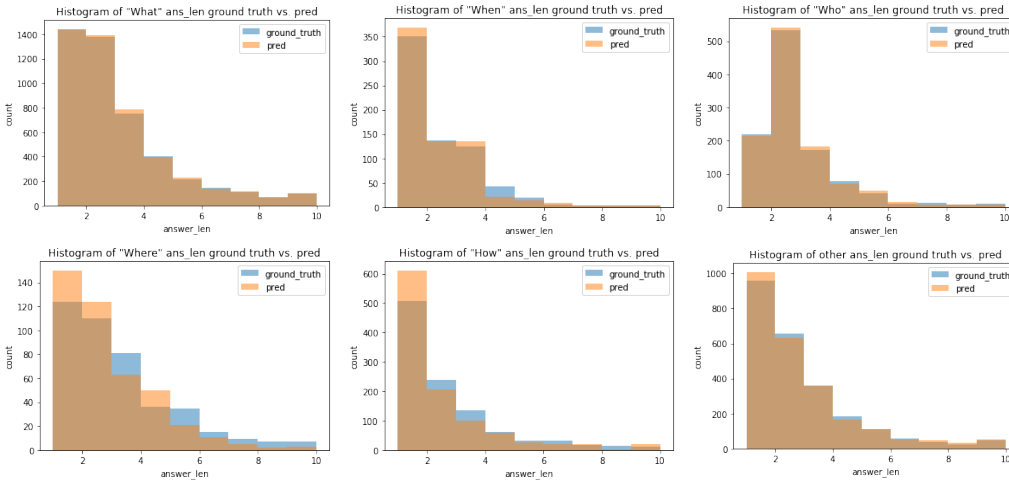 Histogram of "What" ans_len ground truth vs. pred
ground_truth
pred
count
1400
1200
1000
800
600
400
200
0
2
4
6
8
10
answer_len
Histogram of "When" ans_len ground truth vs. pred
ground_truth
pred
count
350
300
250
200
150
100
50
0
2
4
6
8
10
answer_len
Histogram of "Who" ans_len ground truth vs. pred
ground_truth
pred
count
500
400
300
200
100
0
2
4
6
8
10
answer_len
Histogram of "Where" ans_len ground truth vs. pred
ground_truth
pred
count
140
120
100
80
60
40
20
0
2
4
6
8
10
answer_len
Histogram of "How" ans_len ground truth vs. pred
ground_truth
pred
count
600
500
400
300
200
100
0
2
4
6
8
10
answer_len
Histogram of other ans_len ground truth vs. pred
ground_truth
pred
count
1000
800
600
400
200
0
2
4
6
8
10
answer_len